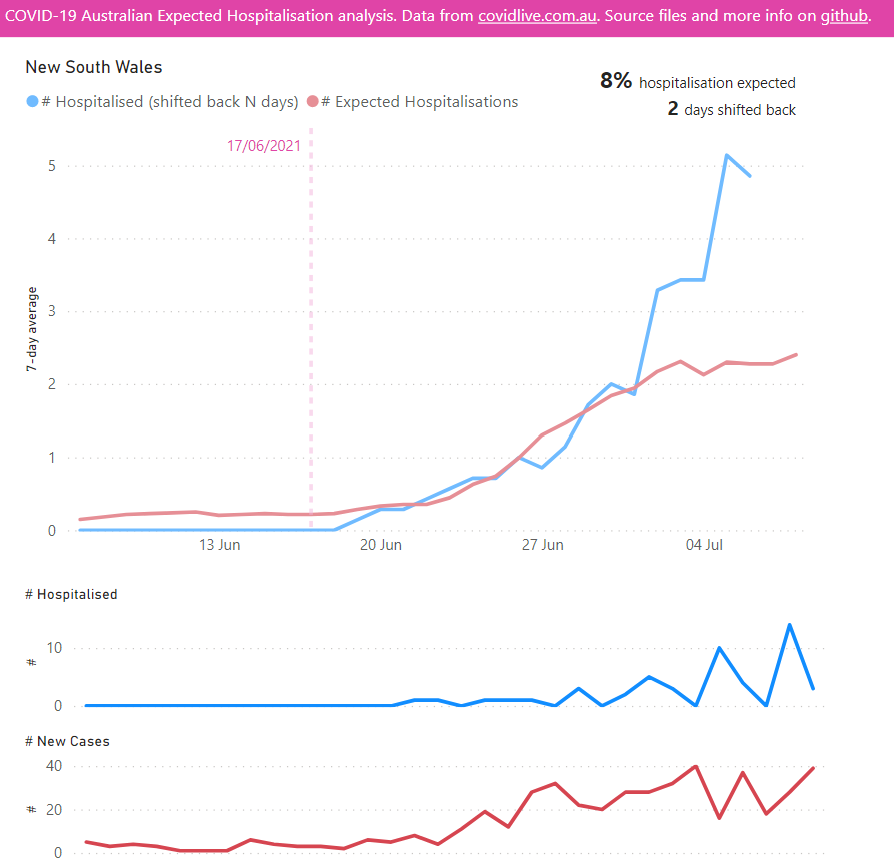 COVID-19 Australian Expected Hospitalisation analysis. Data from covidlive.com.au. Source files and more info on github.
New South Wales
# Hospitalised (shifted back N days) # Expected Hospitalisations
8% hospitalisation expected
2 days shifted back
17/06/2021
5
4
3
2
1
0
7-day average
13 Jun 20 Jun 27 Jun 04 Jul
# Hospitalised
10
0
#
# New Cases
40
20
0
#